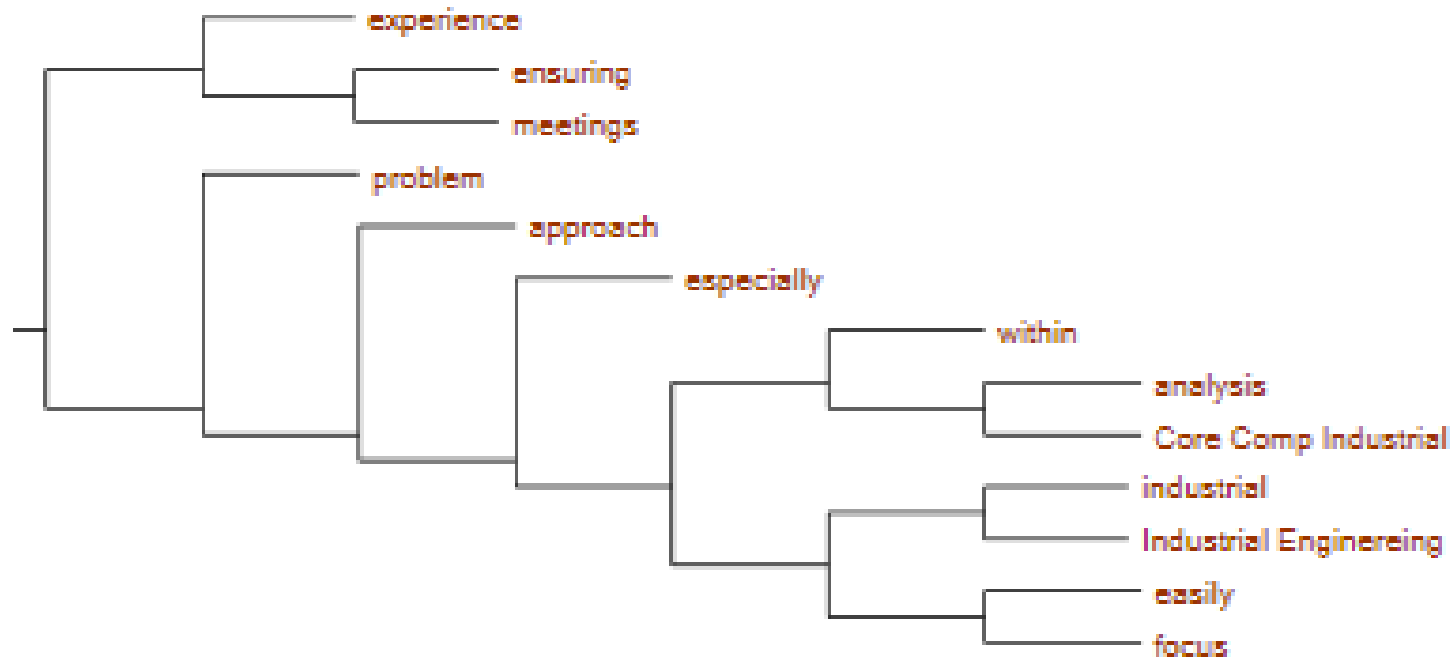 experience
ensuring
meetings
problem
approach
especially
within
analysis
Core Comp Industrial
industrial
Industrial Enginereing
easily
focus